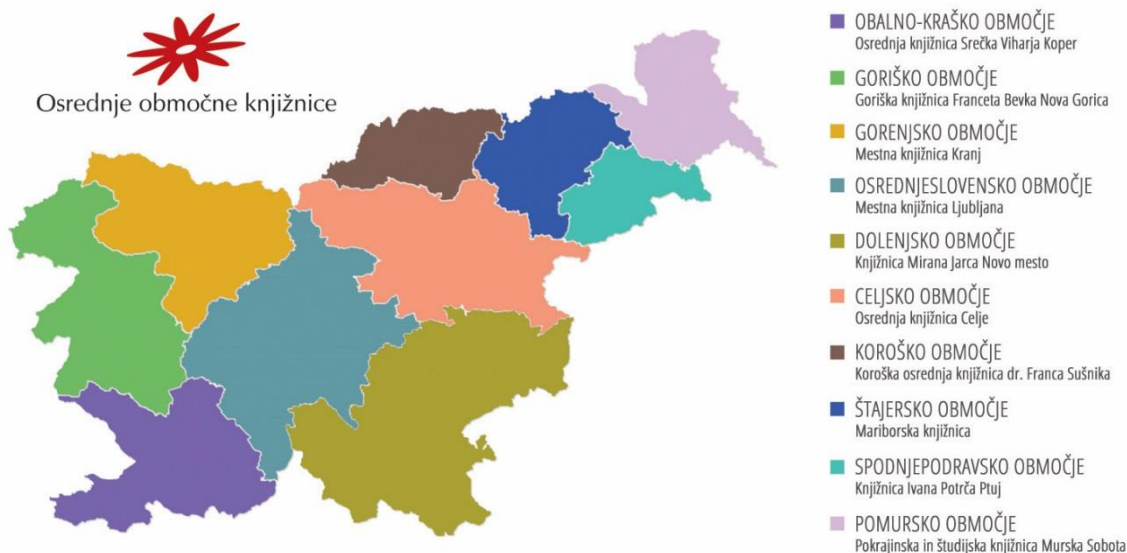 Osrednje območne knjižnice
OBALNO-KRAŠKO OBMOČJE
Osrednja knjižnica Srečka Viharja Koper
GORIŠKO OBMOČJE
Goriška knjižnica Franceta Bevka Nova Gorica
GORENJSKO OBMOČJE
Mestna knjižnica Kranj
OSREDNJESLOVENSKO OBMOČJE
Mestna knjižnica Ljubljana
DOLENJSKO OBMOČJE
Knjižnica Mirana Jarca Novo mesto
CELJSKO OBMOČJE
Osrednja knjižnica Celje
KOROŠKO OBMOČJE
Koroška osrednja knjižnica dr. Franca Sušnika
ŠTAJERSKO OBMOČJE
Mariborska knjižnica
SPODNJEPODRAVSKO OBMOČJE
Knjižnica Ivana Potrča Ptuj
POMURSKO OBMOČJE
Pokrajinska in študijska knjižnica Murska Sobota